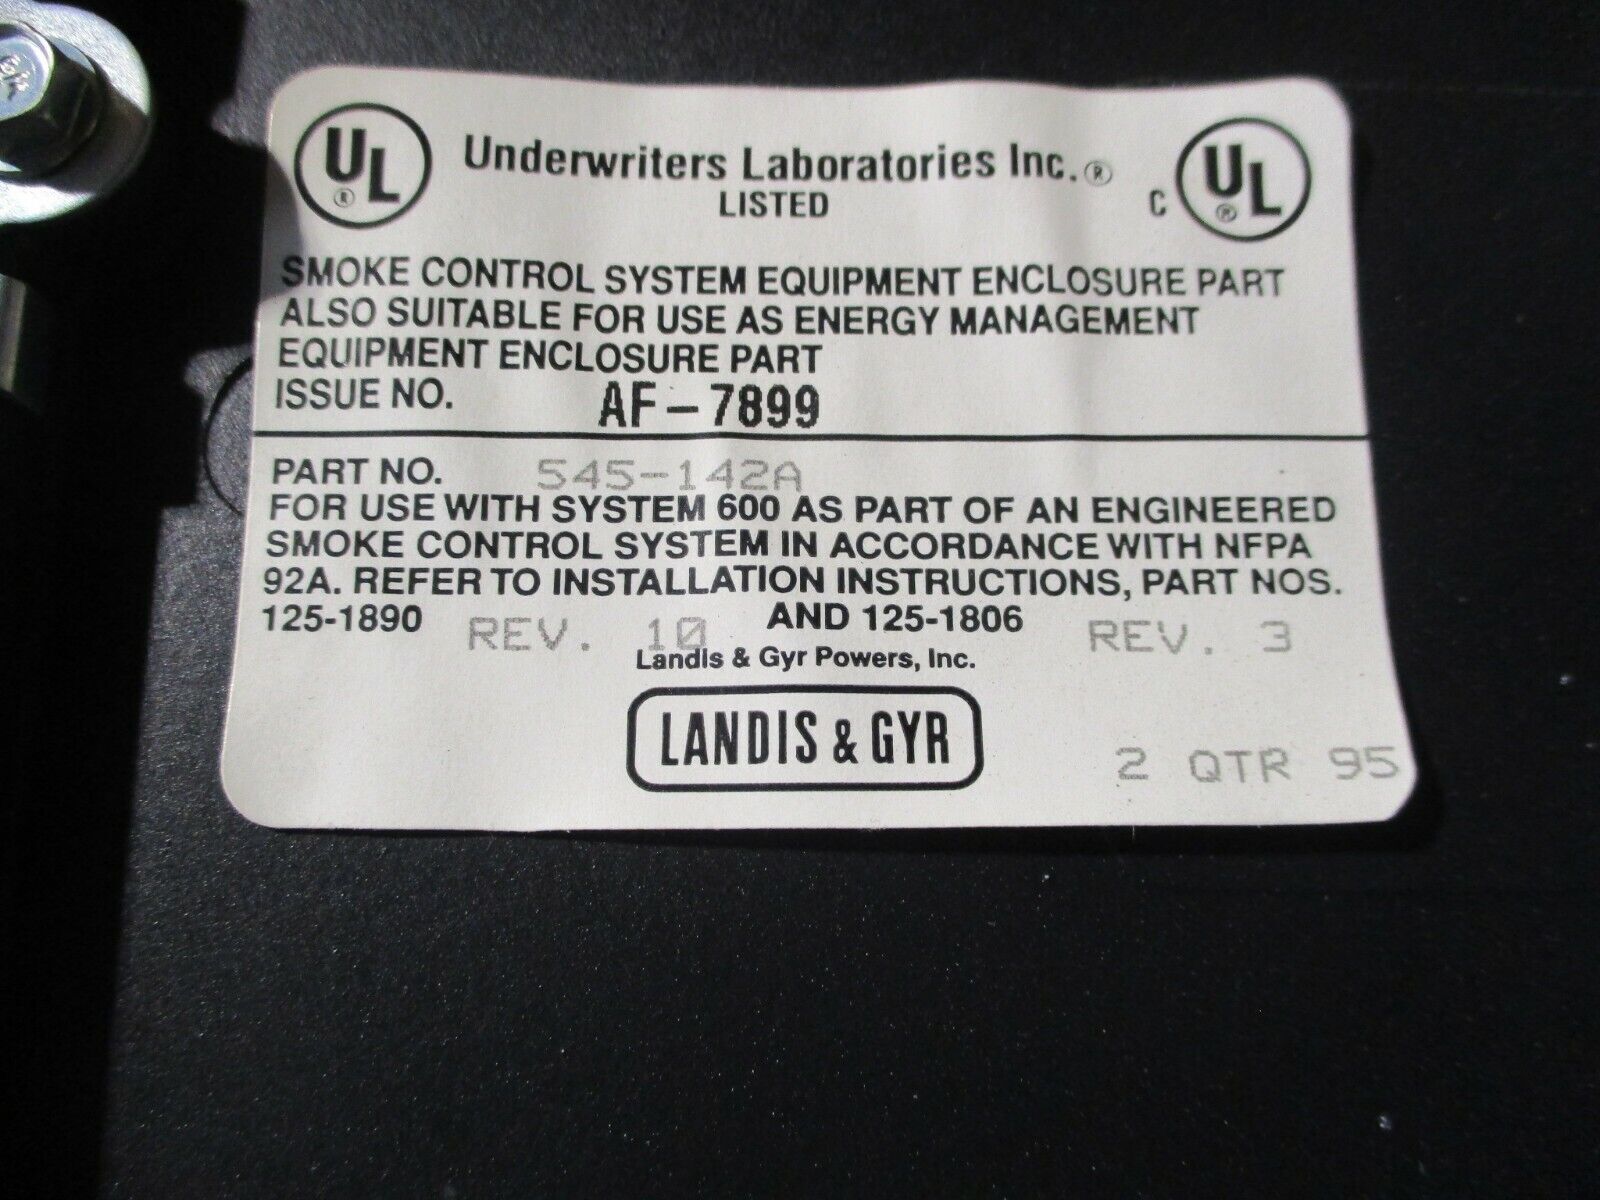 UL® Underwriters Laboratories Inc.® C UL®
LISTED
SMOKE CONTROL SYSTEM EQUIPMENT ENCLOSURE PART
ALSO SUITABLE FOR USE AS ENERGY MANAGEMENT
EQUIPMENT ENCLOSURE PART
ISSUE NO. AF-7899
PART NO. 545-142A
FOR USE WITH SYSTEM 600 AS PART OF AN ENGINEERED
SMOKE CONTROL SYSTEM IN ACCORDANCE WITH NFPA
92A. REFER TO INSTALLATION INSTRUCTIONS, PART NOS.
125-1890 REV. 10 AND 125-1806 REV. 3
Landis & Gyr Powers, Inc.
LANDIS & GYR
2 QTR 95